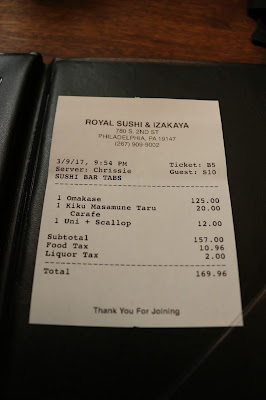 ROYAL SUSHI & IZAKAYA
780 S. 2ND ST
PHILADELPHIA, PA 19147
(267) 909-9002
3/9/17, 9:54 PM Ticket: B5
Server: Chrissie Guest: S10
SUSHI BAR TABS
1 Omakase 125.00
1 Kiku Masamune Taru 20.00
Carafe
1 Uni + Scallop 12.00
Subtotal 157.00
Food Tax 10.96
Liquor Tax 2.00
Total 169.96
Thank You For Joining